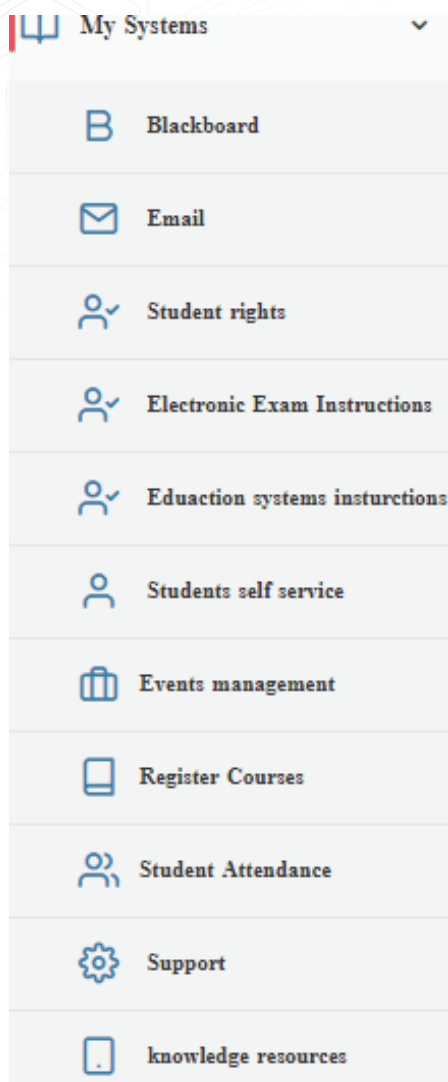 My Systems
Blackboard
Email
Student rights
Electronic Exam Instructions
Eduaction systems insturctions
Students self service
Events management
Register Courses
Student Attendance
Support
knowledge resources